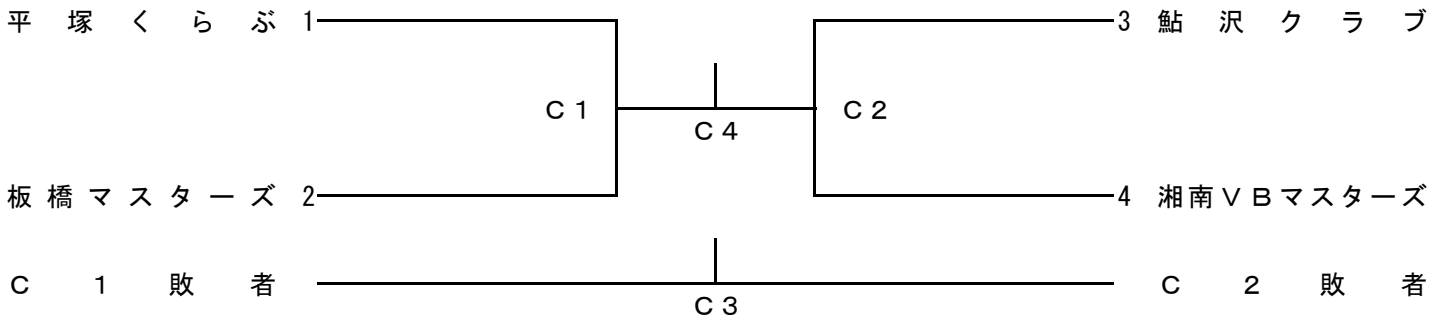 平塚くらぶ 1 3 鮎沢クラブ
C1 C2
C4
板橋マスターズ 2 4 湘南VBマスターズ
C1敗者 C2敗者
C3